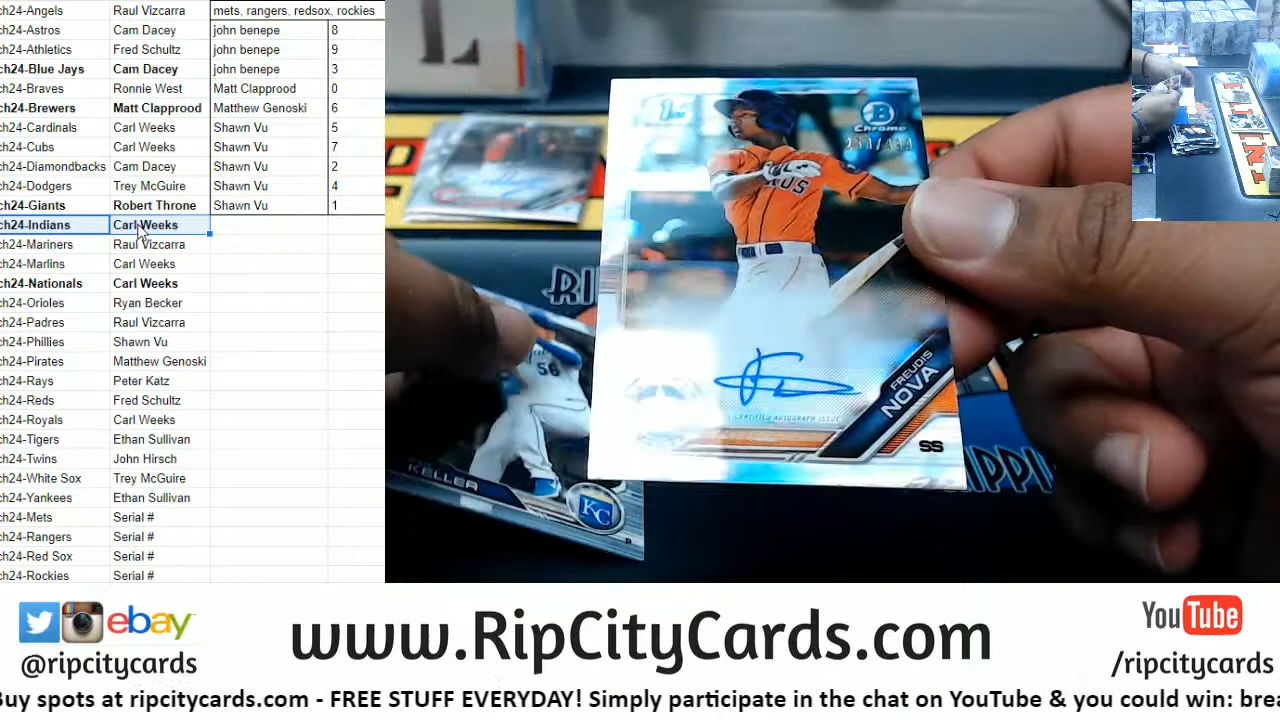 ch24-Angels Raul Vizcarra mets, rangers, redsox, rockies
ch24-Astros Cam Dacey john benepe 8
ch24-Athletics Fred Schultz john benepe 9
ch24-Blue Jays Cam Dacey john benepe 3
ch24-Braves Ronnie West Matt Clapprood 0
ch24-Brewers Matt Clapprood Matthew Genoski 6
ch24-Cardinals Carl Weeks Shawn Vu 5
ch24-Cubs Carl Weeks Shawn Vu 7
ch24-Diamondbacks Cam Dacey Shawn Vu 2
ch24-Dodgers Trey McGuire Shawn Vu 4
ch24-Giants Robert Throne Shawn Vu 1
ch24-Indians Carl Weeks
ch24-Mariners Raul Vizcarra
ch24-Marlins Carl Weeks
ch24-Nationals Carl Weeks
ch24-Orioles Ryan Becker
ch24-Padres Raul Vizcarra
ch24-Phillies Shawn Vu
ch24-Pirates Matthew Genoski
ch24-Rays Peter Katz
ch24-Reds Fred Schultz
ch24-Royals Carl Weeks
ch24-Tigers Ethan Sullivan
ch24-Twins John Hirsch
ch24-White Sox Trey McGuire
ch24-Yankees Ethan Sullivan
ch24-Mets Serial #
ch24-Rangers Serial #
ch24-Red Sox Serial #
ch24-Rockies Serial #
1st
B
Chrome
CERTIFIED AUTOGRAPH ISSUE
FREUDIS
NOVA
SS
56
KELLER
KC
P
RI
IPPI
ebay
@ripcitycards
www.RipCityCards.com
YouTube
/ripcitycards
Buy spots at ripcitycards.com - FREE STUFF EVERYDAY! Simply participate in the chat on YouTube & you could win: brea